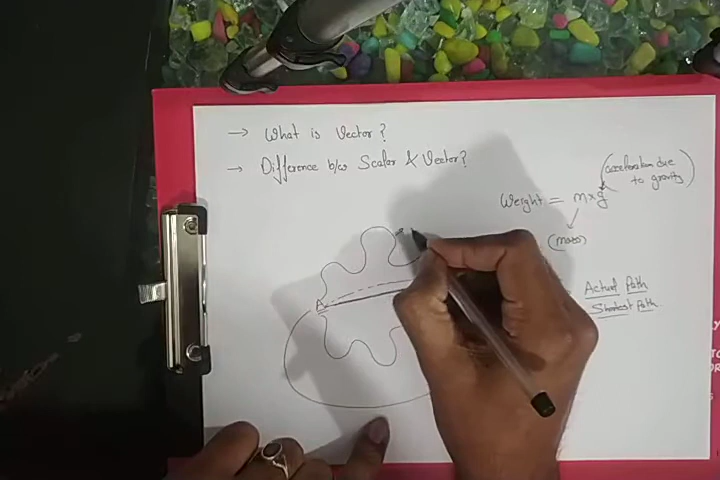 → What is Vector?
→ Difference b/w Scalar & Vector?
(acceleration due to gravity)
Weight = m×g
(mass)
Actual Path
Shortest Path
A